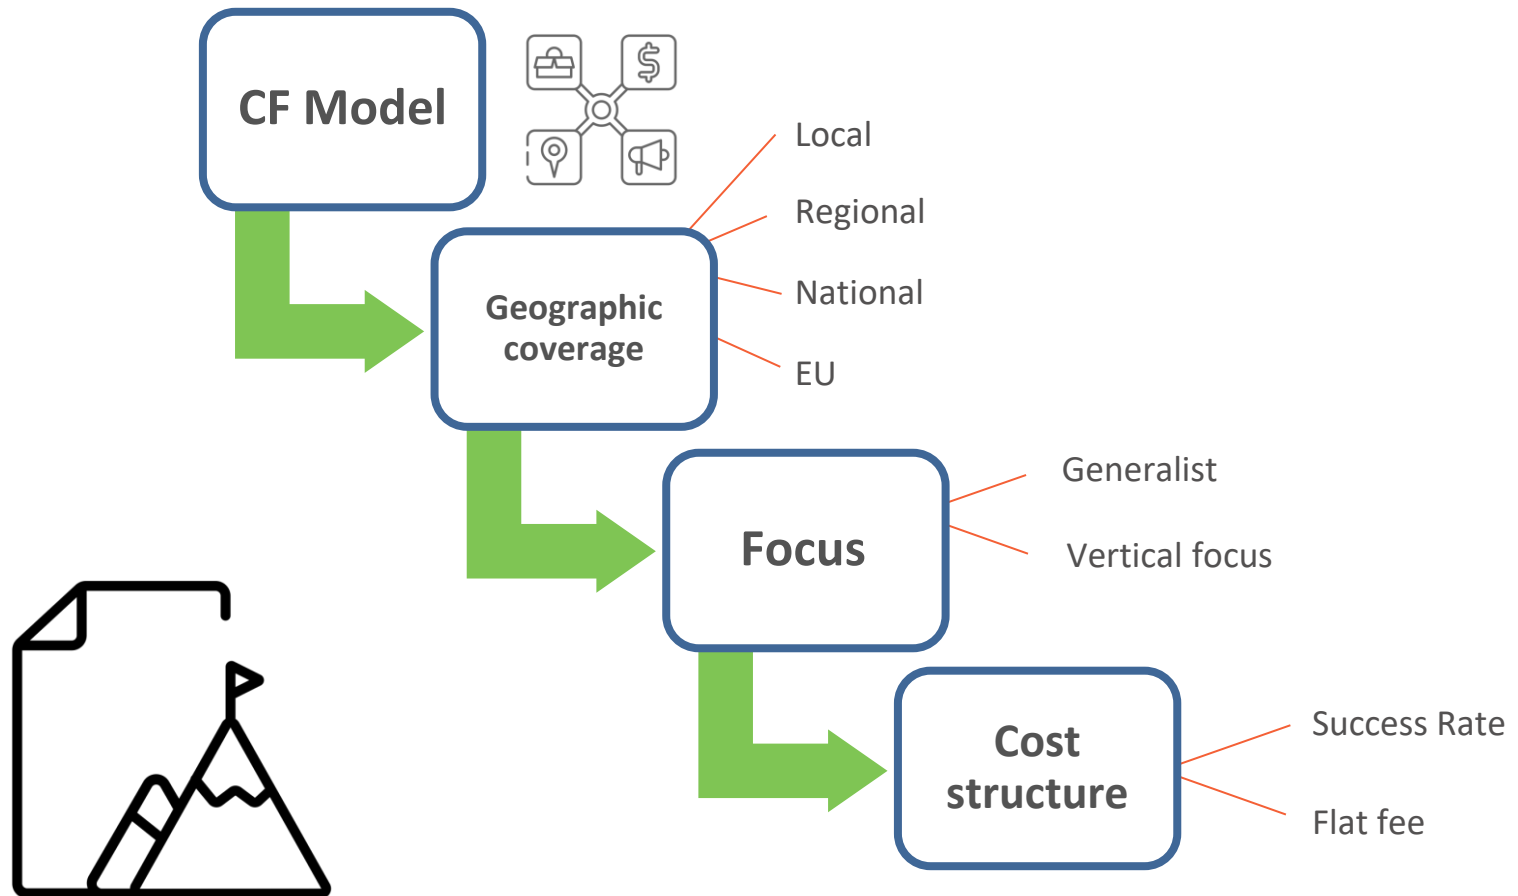 CF Model
Local
Regional
National
EU
Geographic
coverage
Generalist
Vertical focus
Focus
Success Rate
Flat fee
Cost
structure